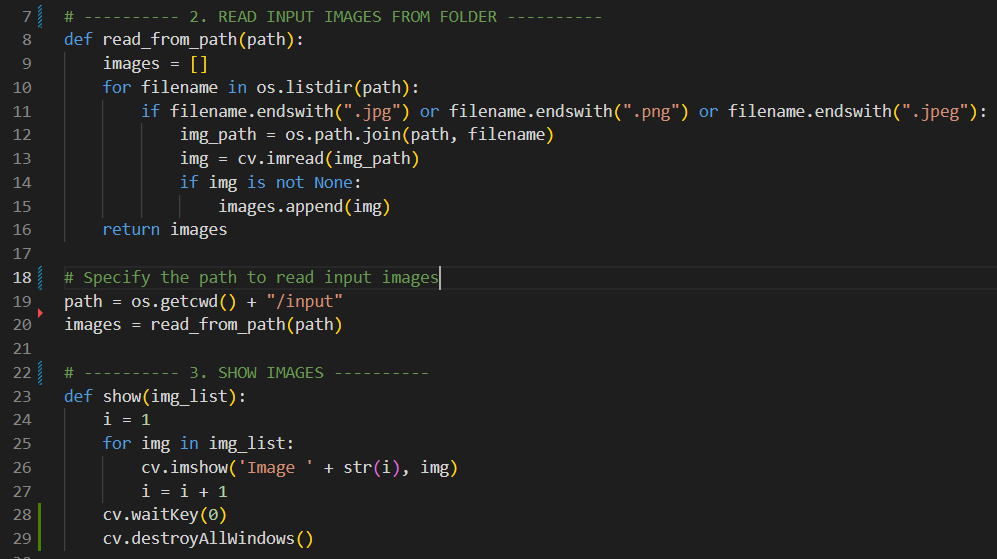 7 # ---------- 2. READ INPUT IMAGES FROM FOLDER ----------
8 def read_from_path(path):
9     images = []
10     for filename in os.listdir(path):
11         if filename.endswith(".jpg") or filename.endswith(".png") or filename.endswith(".jpeg"):
12             img_path = os.path.join(path, filename)
13             img = cv.imread(img_path)
14             if img is not None:
15                 images.append(img)
16     return images
17
18 # Specify the path to read input images
19 path = os.getcwd() + "/input"
20 images = read_from_path(path)
21
22 # ---------- 3. SHOW IMAGES ----------
23 def show(img_list):
24     i = 1
25     for img in img_list:
26         cv.imshow('Image ' + str(i), img)
27         i = i + 1
28     cv.waitKey(0)
29     cv.destroyAllWindows()